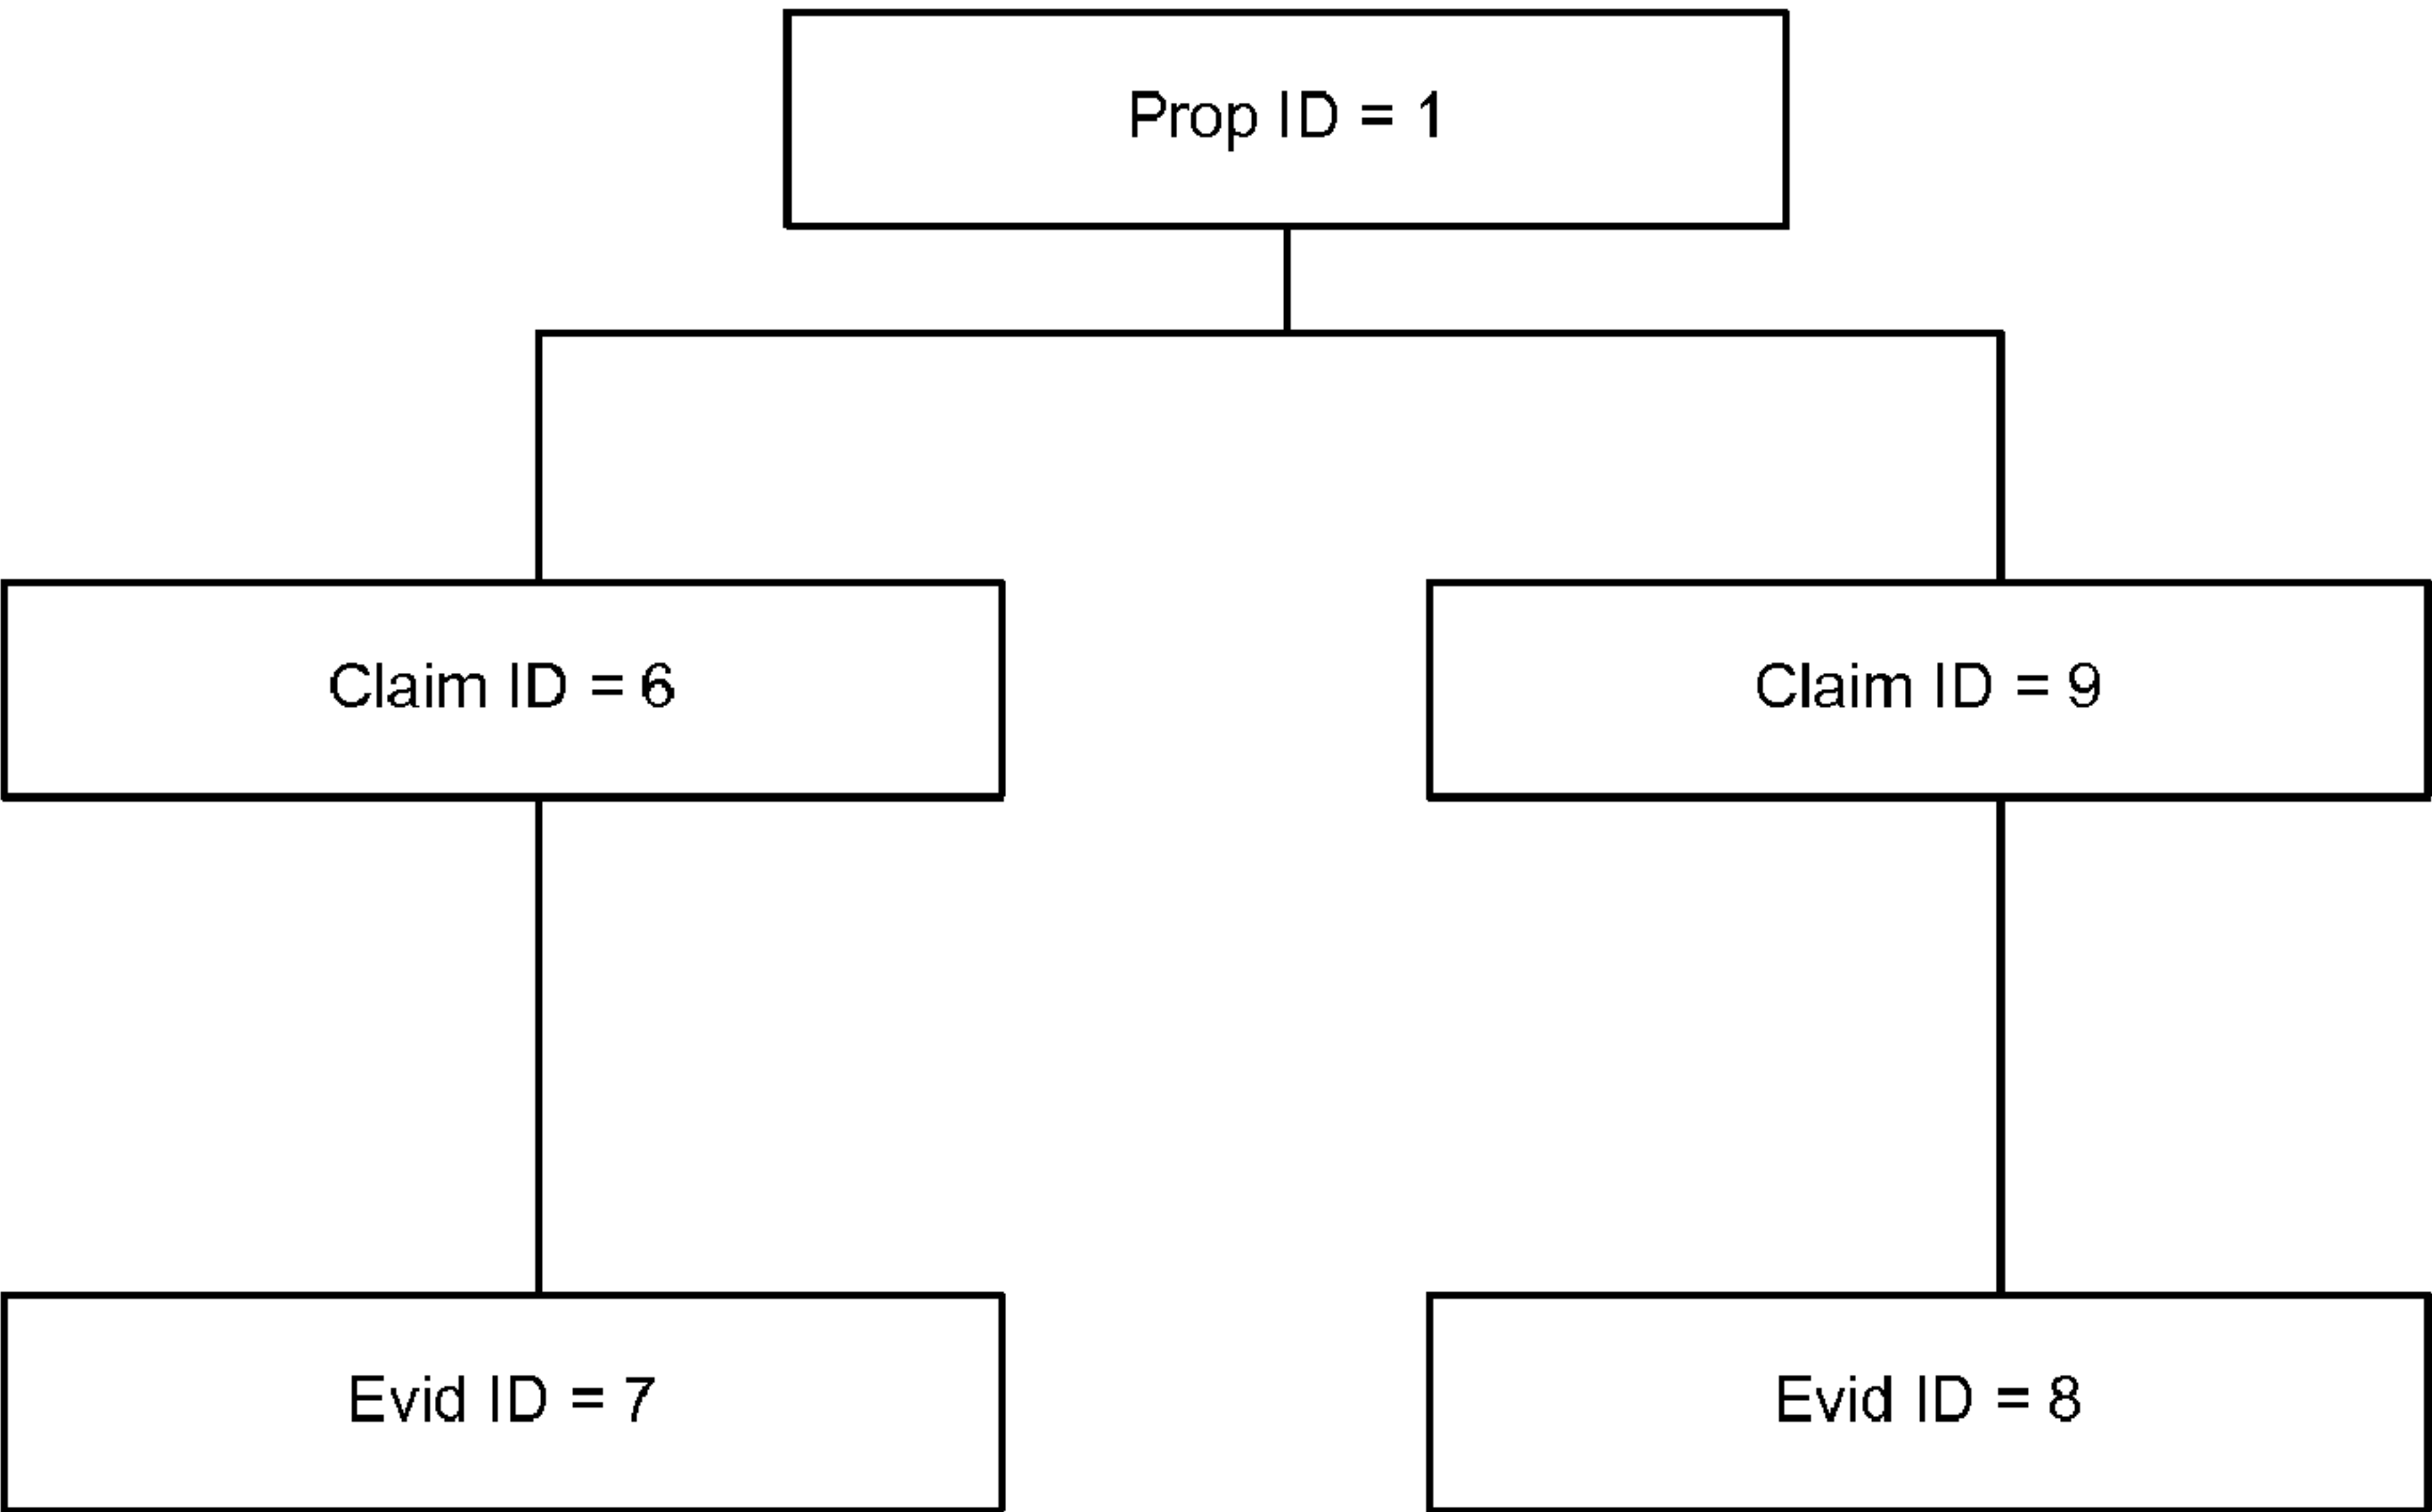 Prop ID = 1
Claim ID = 6
Claim ID = 9
Evid ID = 7
Evid ID = 8